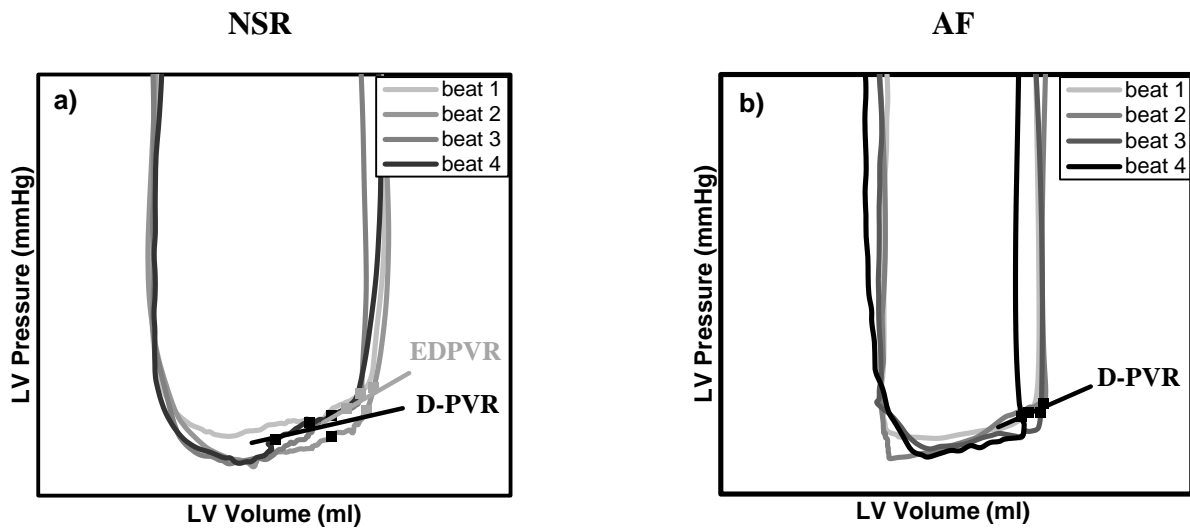 NSR
a)
beat 1
beat 2
beat 3
beat 4
EDPVR
D-PVR
LV Pressure (mmHg)
LV Volume (ml)
AF
b)
beat 1
beat 2
beat 3
beat 4
D-PVR
LV Pressure (mmHg)
LV Volume (ml)